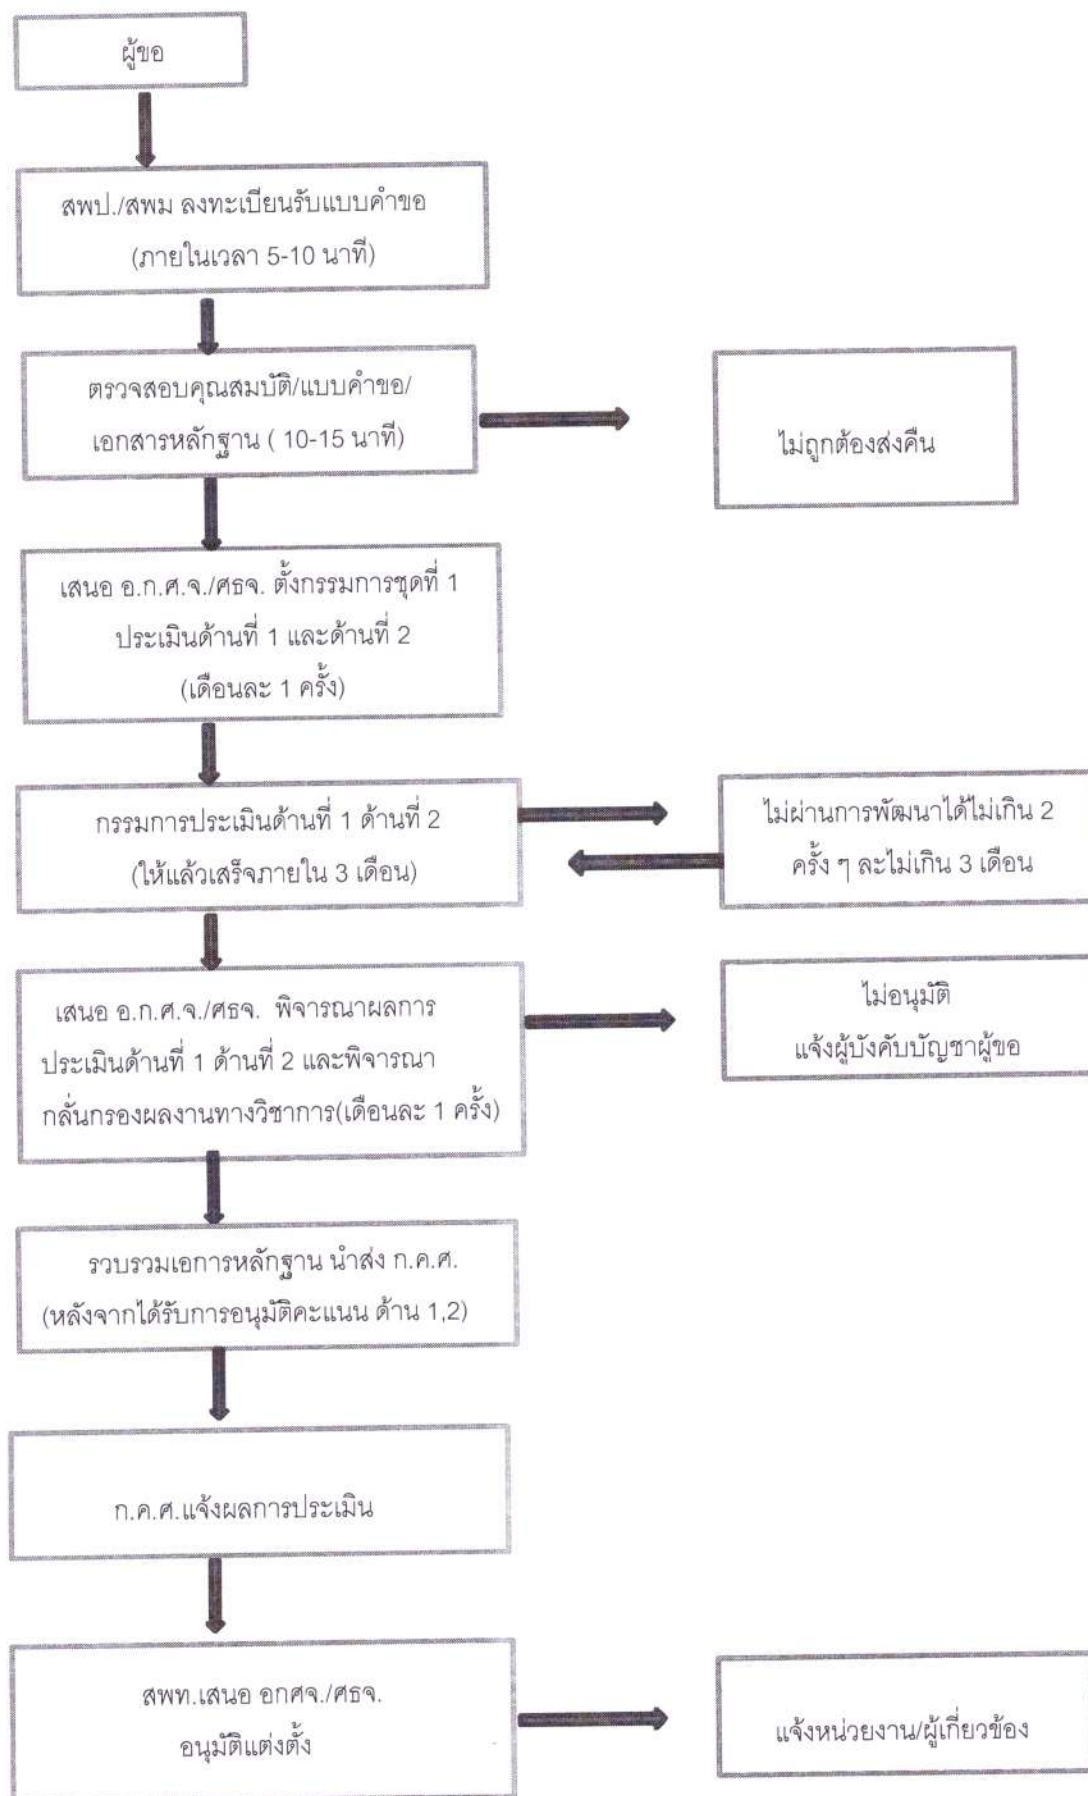 ผู้ขอ
สพป./สพม ลงทะเบียนรับแบบคำขอ
(ภายในเวลา 5-10 นาที)
ตรวจสอบคุณสมบัติ/แบบคำขอ/
เอกสารหลักฐาน ( 10-15 นาที)
ไม่ถูกต้องส่งคืน
เสนอ อ.ก.ศ.จ./ศธจ. ตั้งกรรมการชุดที่ 1
ประเมินด้านที่ 1 และด้านที่ 2
(เดือนละ 1 ครั้ง)
กรรมการประเมินด้านที่ 1 ด้านที่ 2
(ให้แล้วเสร็จภายใน 3 เดือน)
ไม่ผ่านการพัฒนาได้ไม่เกิน 2
ครั้ง ๆ ละไม่เกิน 3 เดือน
เสนอ อ.ก.ศ.จ./ศธจ. พิจารณาผลการ
ประเมินด้านที่ 1 ด้านที่ 2 และพิจารณา
กลั่นกรองผลงานทางวิชาการ(เดือนละ 1 ครั้ง)
ไม่อนุมัติ
แจ้งผู้บังคับบัญชาผู้ขอ
รวบรวมเอการหลักฐาน นำส่ง ก.ค.ศ.
(หลังจากได้รับการอนุมัติคะแนน ด้าน 1,2)
ก.ค.ศ.แจ้งผลการประเมิน
สพท.เสนอ อกศจ./ศธจ.
อนุมัติแต่งตั้ง
แจ้งหน่วยงาน/ผู้เกี่ยวข้อง